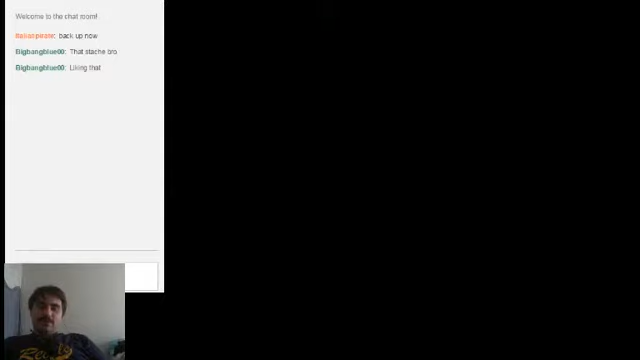 Welcome to the chat room!
back up now
Bigbangblue00: That stache bro
Bigbangblue00: Liking that